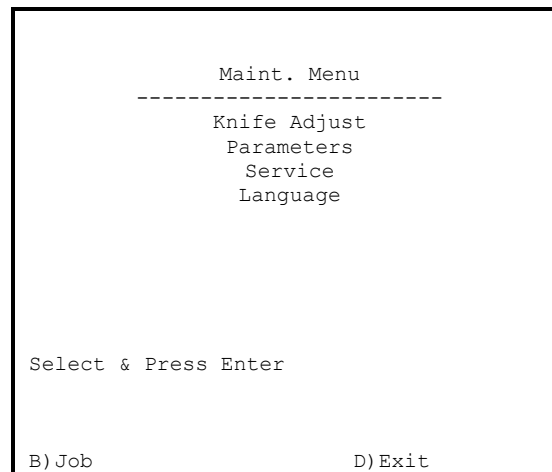 Maint. Menu
------------------------
Knife Adjust
Parameters
Service
Language
Select & Press Enter
B)Job D)Exit